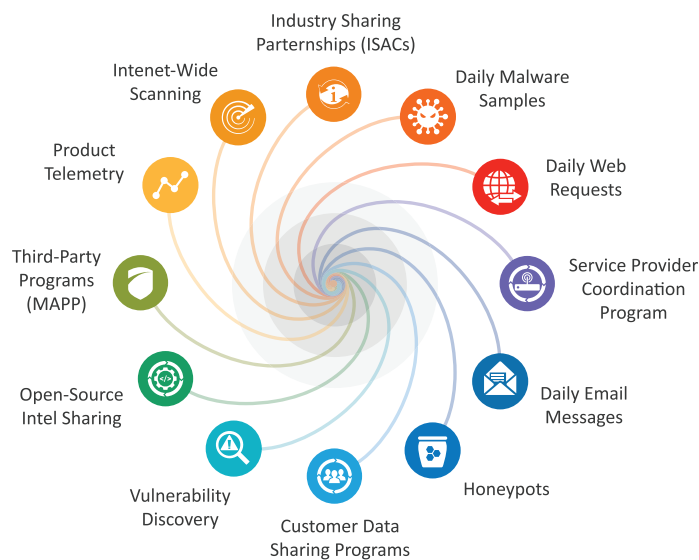 Industry Sharing
Parternships (ISACs)
Daily Malware
Samples
Daily Web
Requests
Service Provider
Coordination
Program
Daily Email
Messages
Honeypots
Customer Data
Sharing Programs
Vulnerability
Discovery
Open-Source
Intel Sharing
Third-Party
Programs
(MAPP)
Product
Telemetry
Intenet-Wide
Scanning